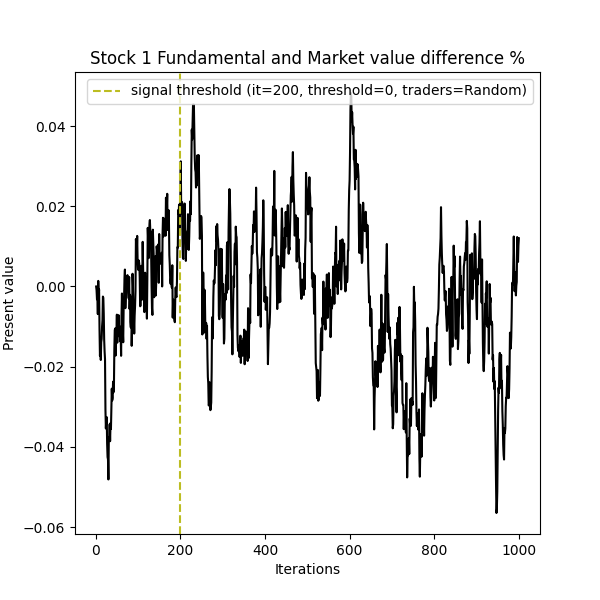 Stock 1 Fundamental and Market value difference %
signal threshold (it=200, threshold=0, traders=Random)
Present value
0.04
0.02
0.00
−0.02
−0.04
−0.06
0 200 400 600 800 1000
Iterations